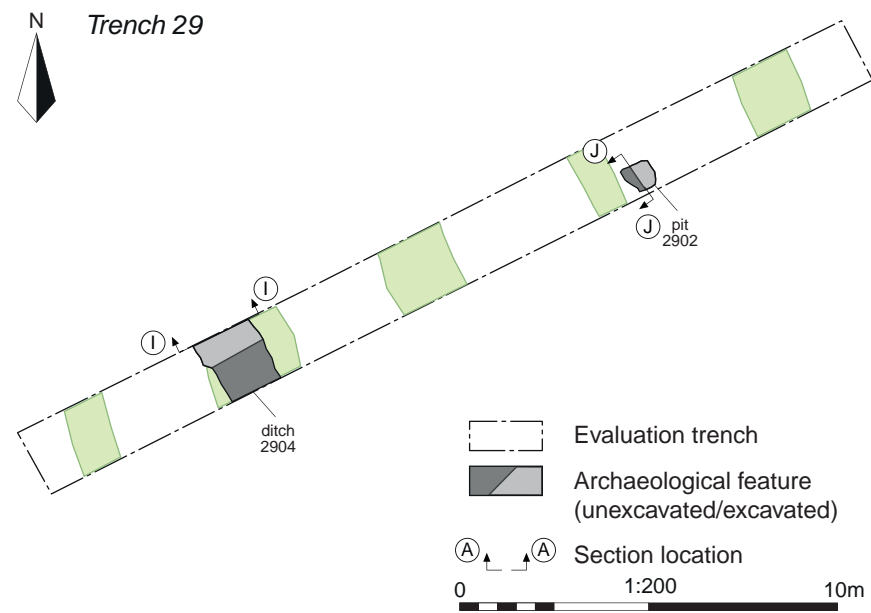 N
Trench 29
J
J
pit
2902
I
I
ditch
2904
Evaluation trench
Archaeological feature
(unexcavated/excavated)
A A Section location
0 1:200 10m